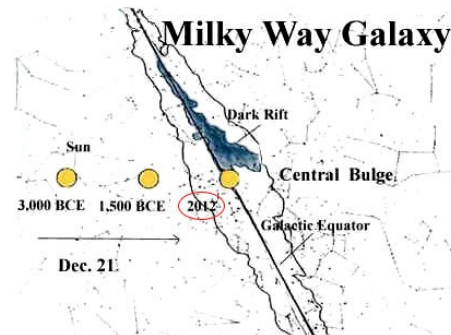 Milky Way Galaxy
Dark Rift
Sun
Central Bulge
3,000 BCE
1,500 BCE
2012
Galactic Equator
Dec. 21